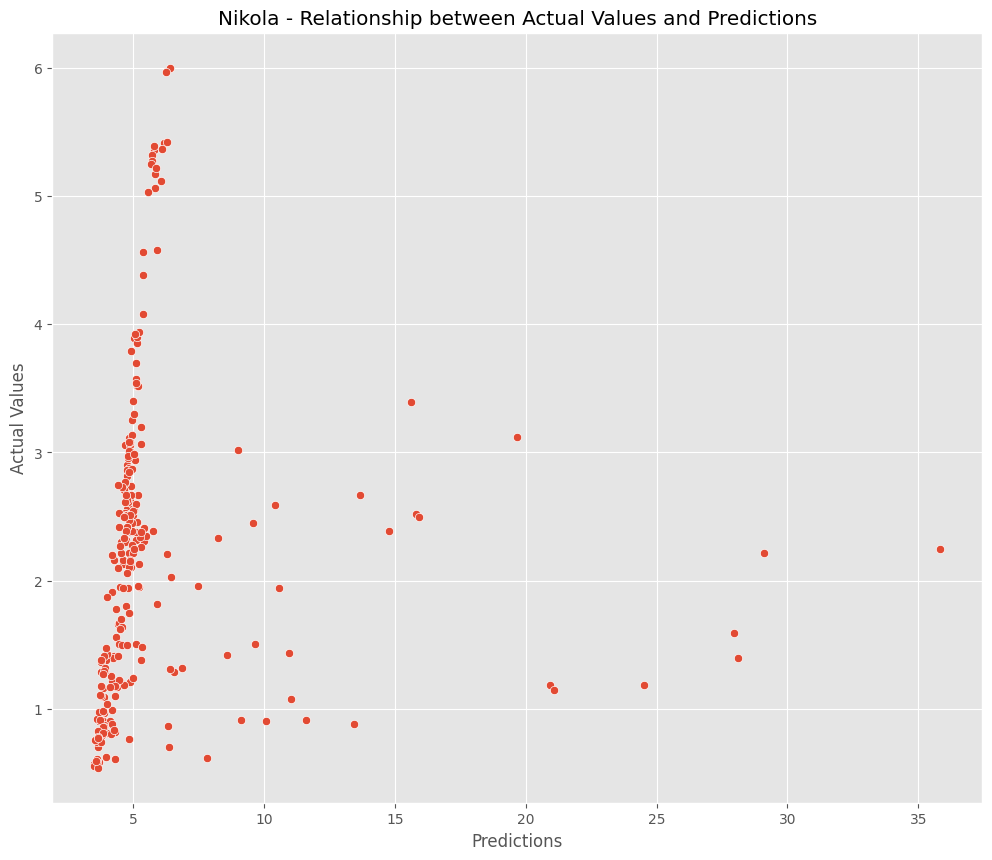 Nikola - Relationship between Actual Values and Predictions
6
5
4
3
2
1
Actual Values
5 10 15 20 25 30 35
Predictions